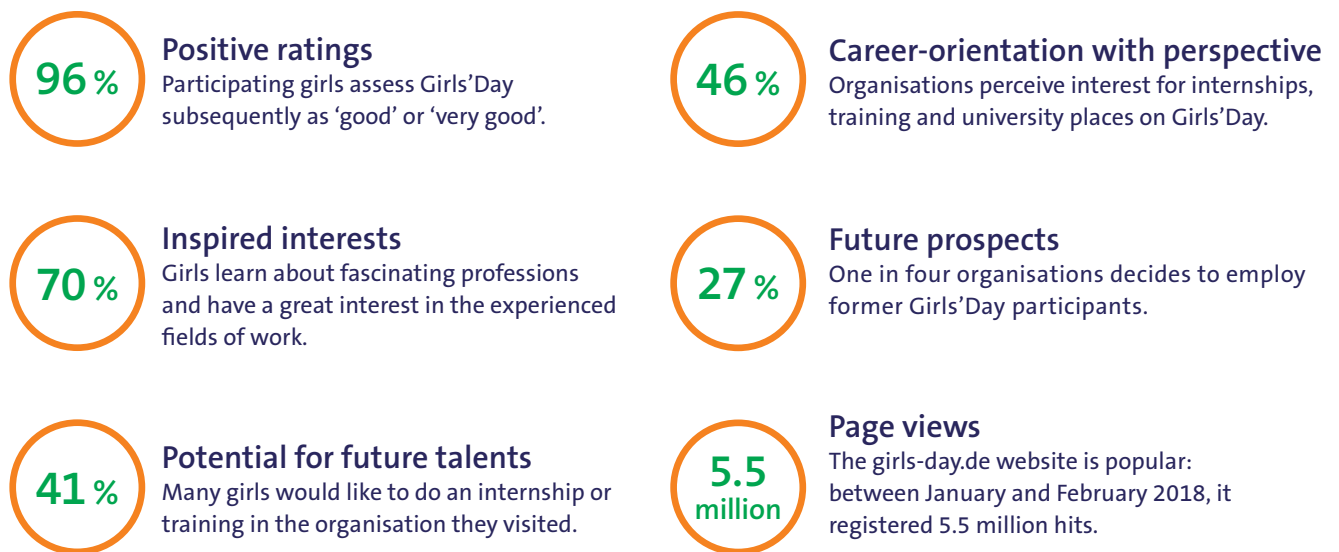 96 %
Positive ratings
Participating girls assess Girls’Day
subsequently as ‘good’ or ‘very good’.
46 %
Career-orientation with perspective
Organisations perceive interest for internships,
training and university places on Girls’Day.
70 %
Inspired interests
Girls learn about fascinating professions
and have a great interest in the experienced
fields of work.
27 %
Future prospects
One in four organisations decides to employ
former Girls’Day participants.
41 %
Potential for future talents
Many girls would like to do an internship or
training in the organisation they visited.
5.5
million
Page views
The girls-day.de website is popular:
between January and February 2018, it
registered 5.5 million hits.